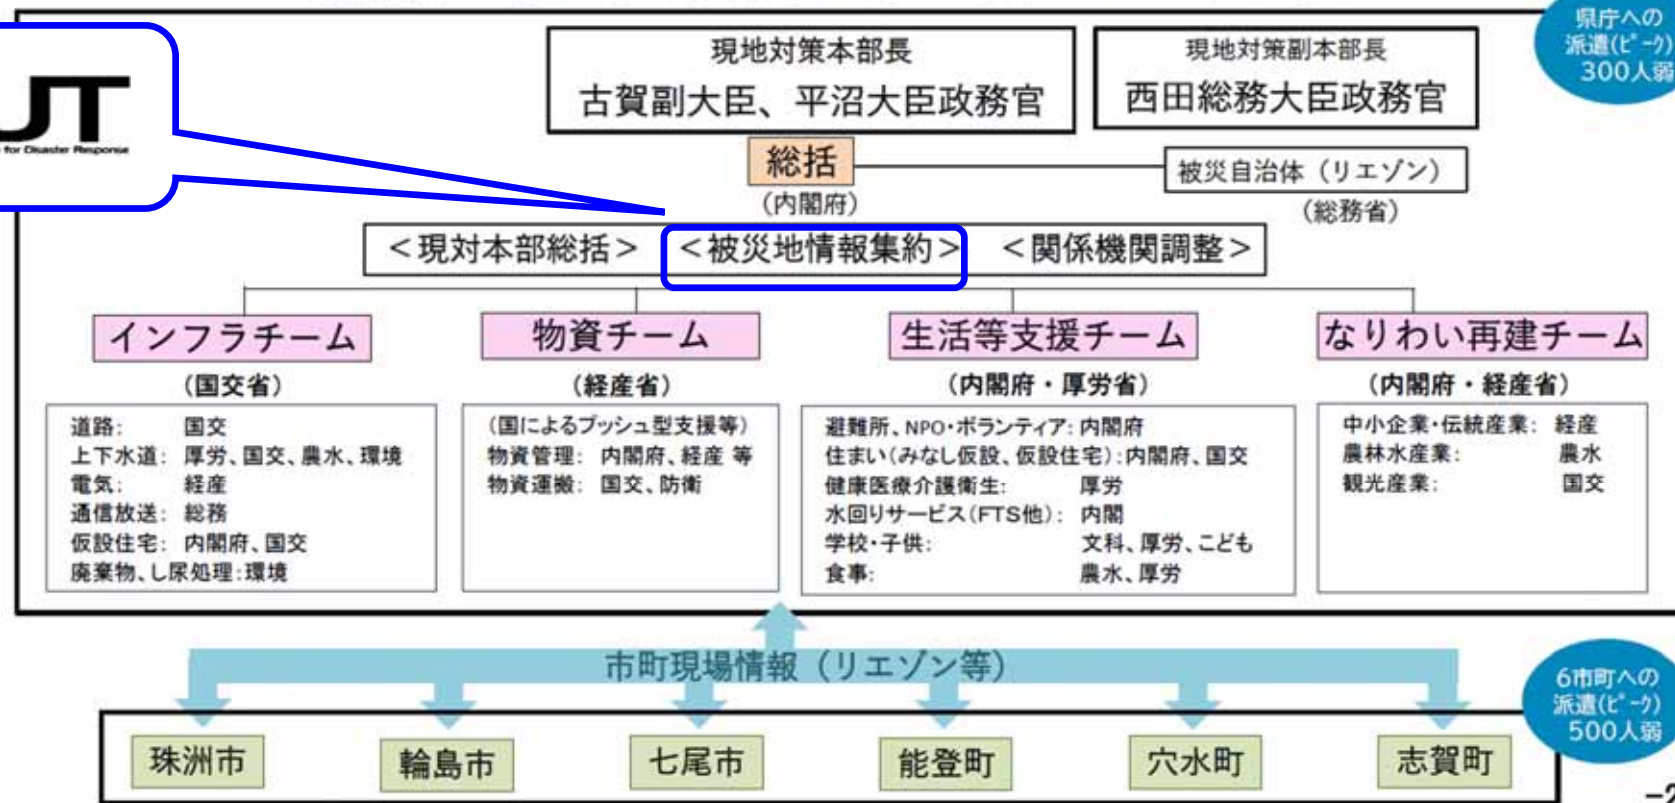 県庁への
派遣(ﾋﾟｰｸ)
300人弱
現地対策本部長
古賀副大臣、平沼大臣政務官
現地対策副本部長
西田総務大臣政務官
UT
for Disaster Response
総括
(内閣府)
被災自治体（リエゾン）
(総務省)
＜現対本部総括＞ ＜被災地情報集約＞ ＜関係機関調整＞
インフラチーム
(国交省)
道路: 国交
上下水道: 厚労、国交、農水、環境
電気: 経産
通信放送: 総務
仮設住宅: 内閣府、国交
廃棄物、し尿処理:環境
物資チーム
(経産省)
(国によるプッシュ型支援等)
物資管理: 内閣府、経産 等
物資運搬: 国交、防衛
生活等支援チーム
(内閣府・厚労省)
避難所、NPO・ボランティア: 内閣府
住まい(みなし仮設、仮設住宅):内閣府、国交
健康医療介護衛生: 厚労
水回りサービス(FTS他): 内閣
学校・子供: 文科、厚労、こども
食事: 農水、厚労
なりわい再建チーム
(内閣府・経産省)
中小企業・伝統産業: 経産
農林水産業: 農水
観光産業: 国交
市町現場情報（リエゾン等）
6市町への
派遣(ﾋﾟｰｸ)
500人弱
珠洲市 輪島市 七尾市 能登町 穴水町 志賀町